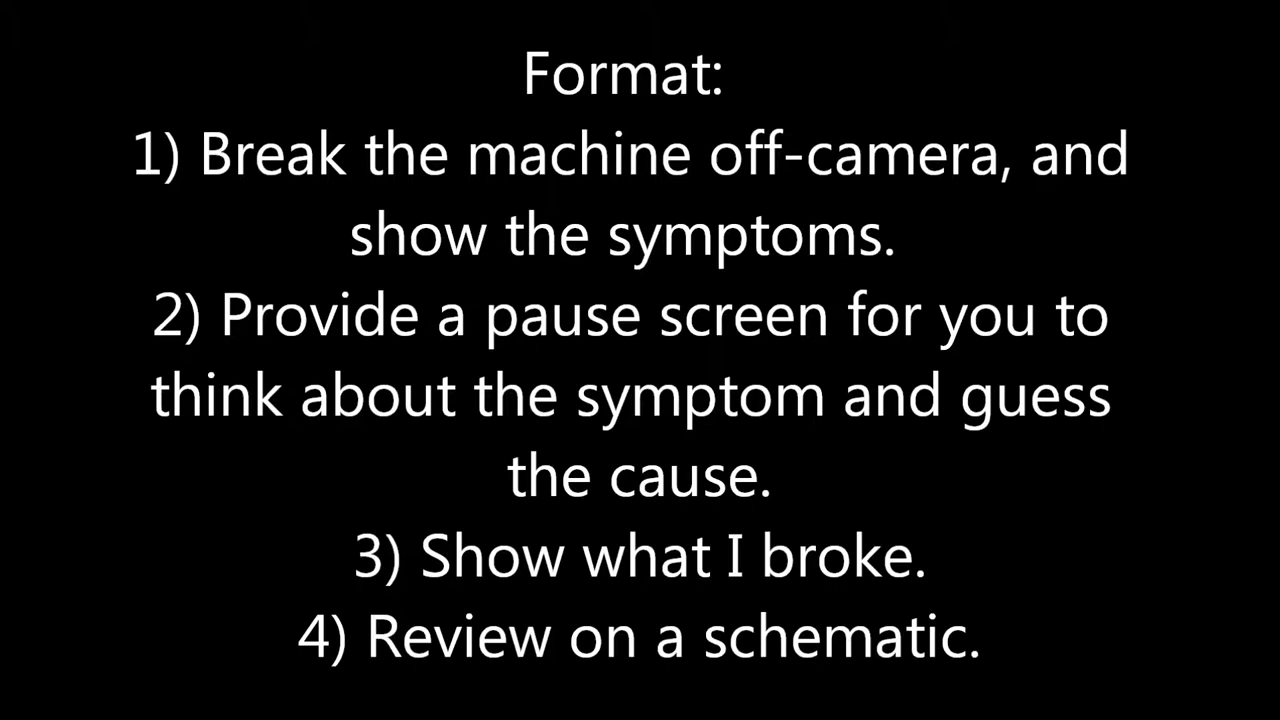 Format:
1) Break the machine off-camera, and
show the symptoms.
2) Provide a pause screen for you to
think about the symptom and guess
the cause.
3) Show what I broke.
4) Review on a schematic.